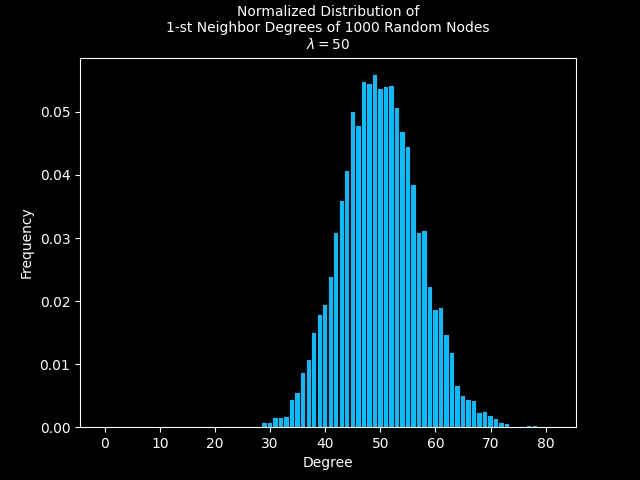 Normalized Distribution of
1-st Neighbor Degrees of 1000 Random Nodes
λ = 50
0.05
0.04
0.03
0.02
0.01
0.00
Frequency
0 10 20 30 40 50 60 70 80
Degree